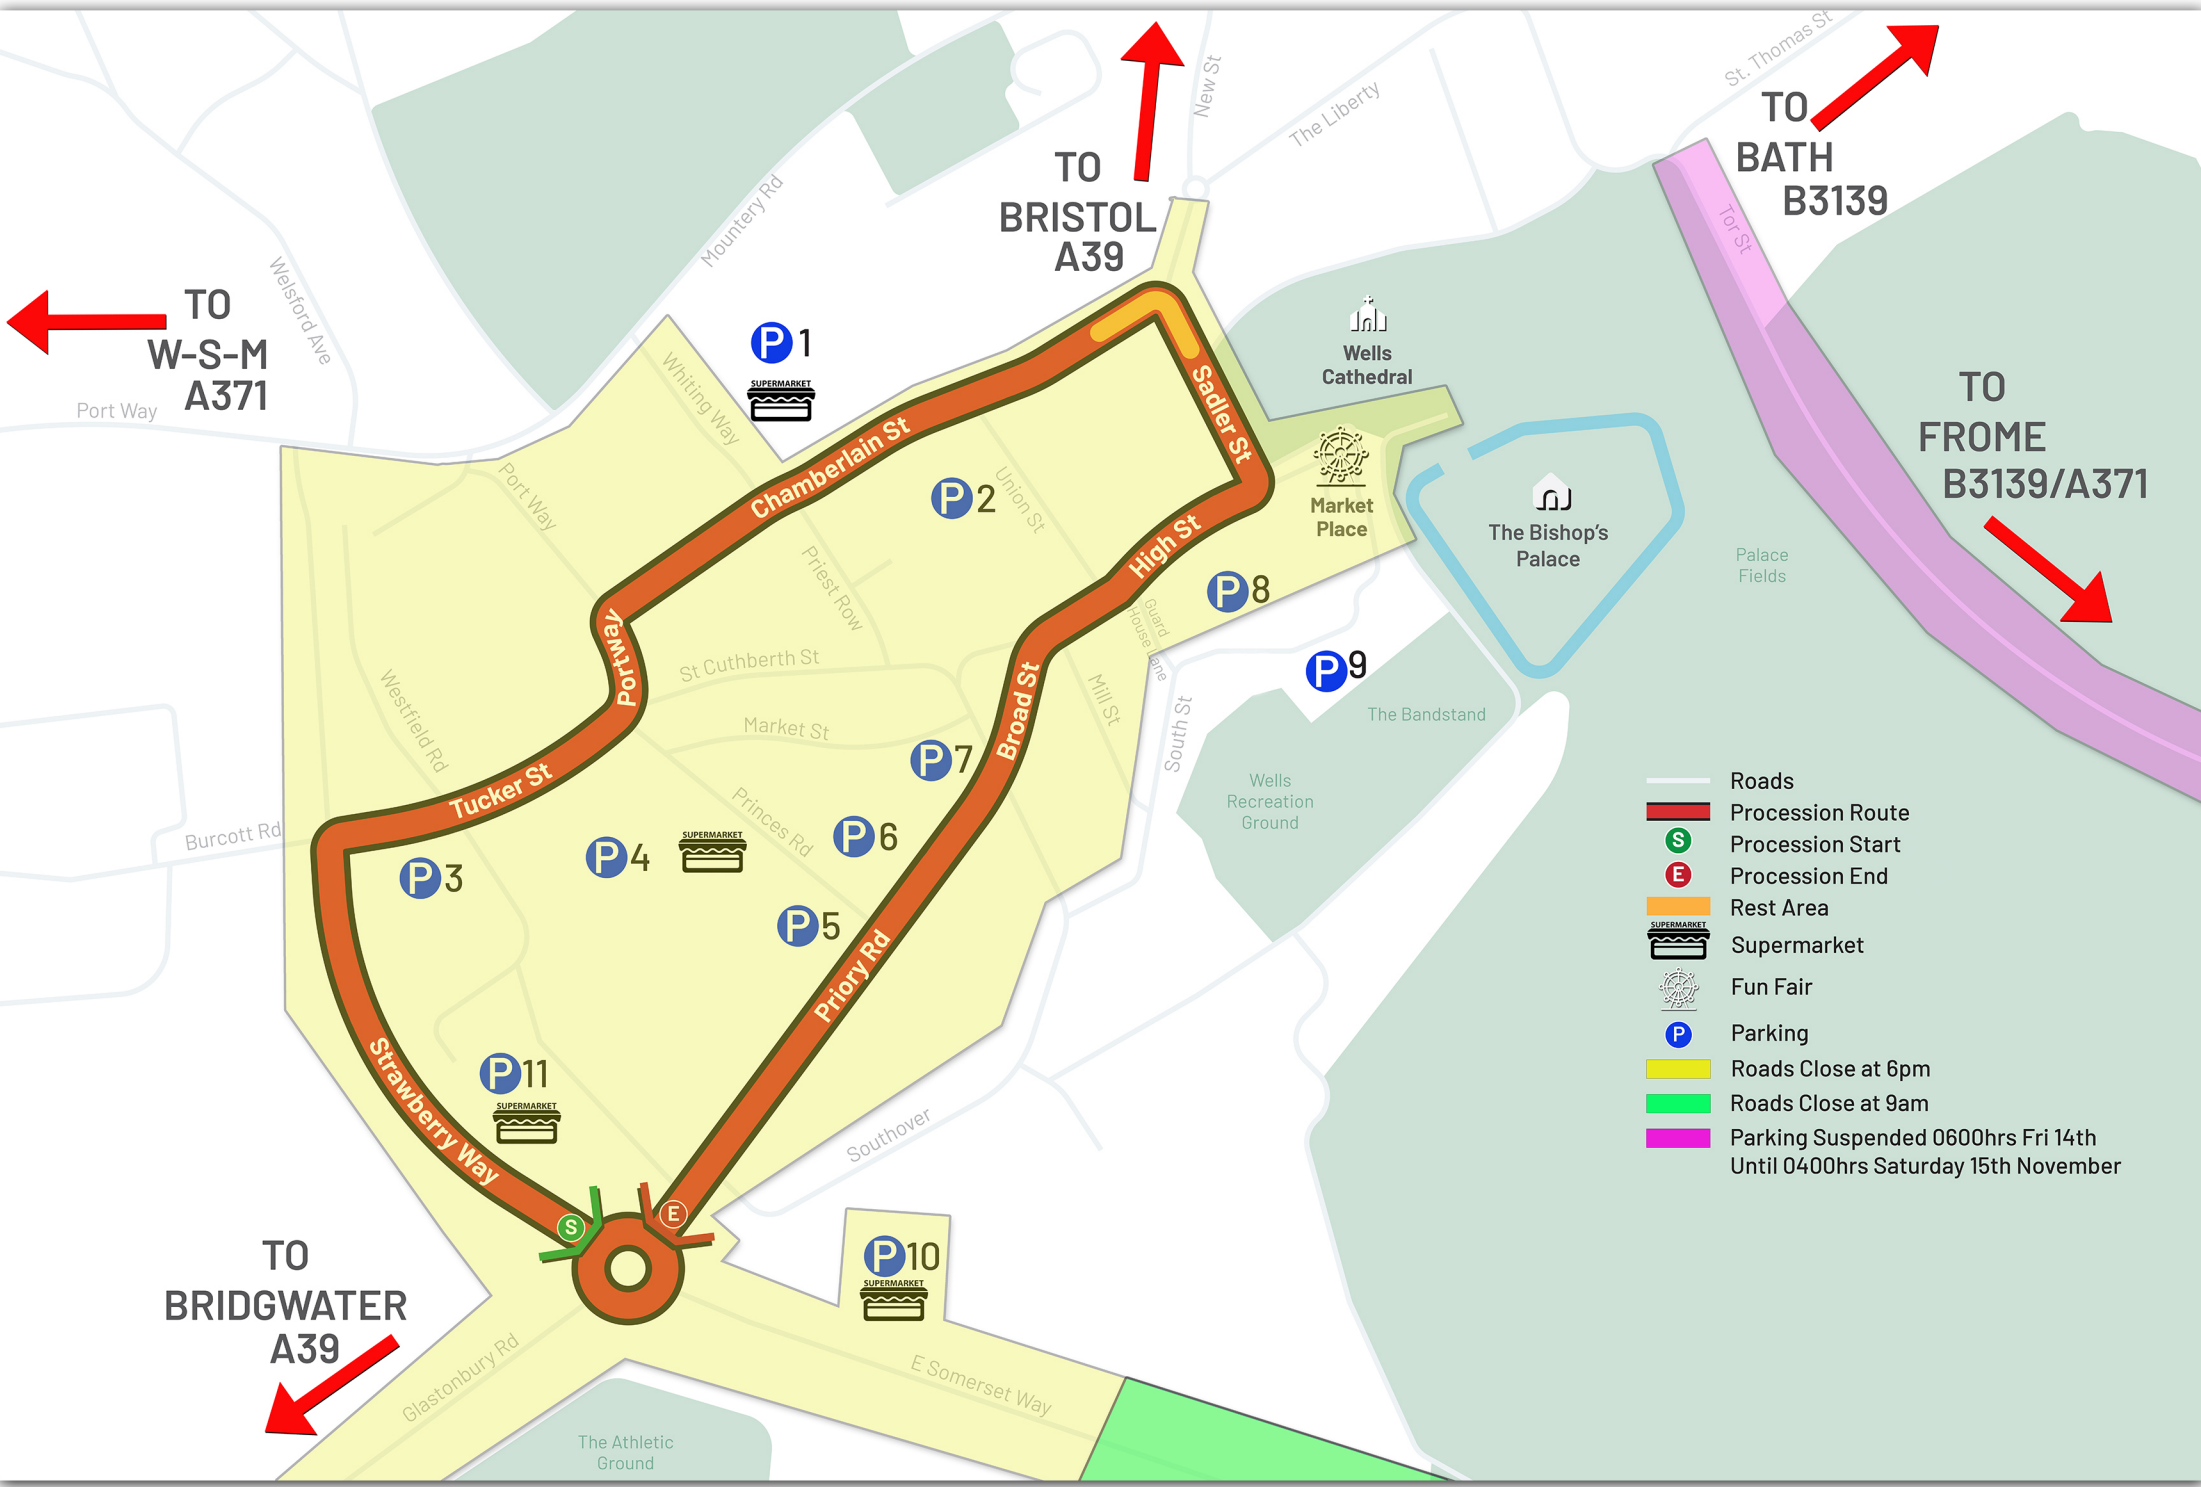 New St
The Liberty
St. Thomas St
TO
BATH
B3139
TO
BRISTOL
A39
Mountery Rd
Tor St
Welsford Ave
TO
W-S-M
A371
Port Way
P 1
SUPERMARKET
Whiting Way
Wells
Cathedral
Sadler St
Chamberlain St
TO
FROME
B3139/A371
Port Way
P 2
Union St
Market
Place
The Bishop's
Palace
High St
Priest Row
Palace
Fields
P 8
Guard
House Lane
Portway
St Cuthberth St
P 9
Mill St
South St
The Bandstand
Westfield Rd
Market St
Broad St
P 7
Tucker St
Princes Rd
Wells
Recreation
Ground
Burcott Rd
P 3
P 4
SUPERMARKET
P 6
P 5
Priory Rd
Roads
Procession Route
S Procession Start
E Procession End
Rest Area
SUPERMARKET
Supermarket
Fun Fair
P Parking
Roads Close at 6pm
Roads Close at 9am
Parking Suspended 0600hrs Fri 14th
Until 0400hrs Saturday 15th November
Strawberry Way
P 11
SUPERMARKET
Southover
S
E
P 10
SUPERMARKET
TO
BRIDGWATER
A39
Glastonbury Rd
E Somerset Way
The Athletic
Ground